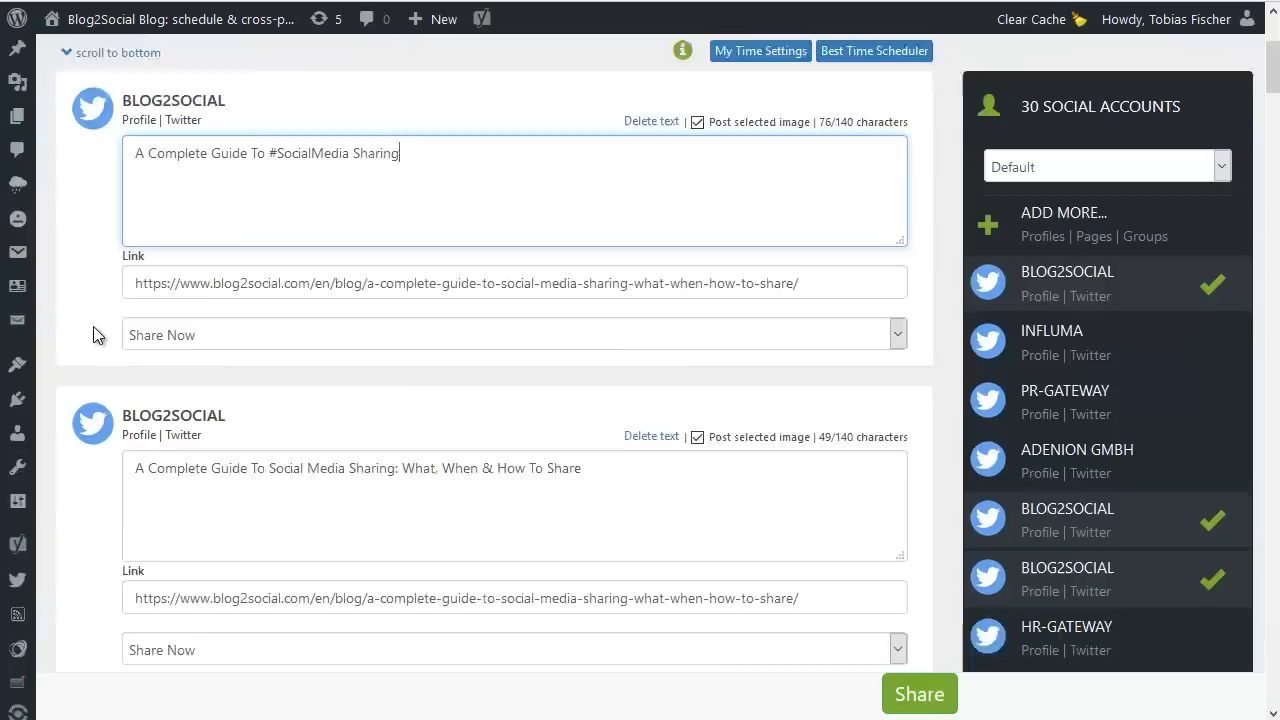 Blog2Social Blog: schedule & cross-p...
5
0
New
Clear Cache
Howdy, Tobias Fischer
scroll to bottom
My Time Settings
Best Time Scheduler
BLOG2SOCIAL
Profile | Twitter
Delete text | Post selected image | 76/140 characters
A Complete Guide To #SocialMedia Sharing
Link
https://www.blog2social.com/en/blog/a-complete-guide-to-social-media-sharing-what-when-how-to-share/
Share Now
BLOG2SOCIAL
Profile | Twitter
Delete text | Post selected image | 49/140 characters
A Complete Guide To Social Media Sharing: What, When & How To Share
Link
https://www.blog2social.com/en/blog/a-complete-guide-to-social-media-sharing-what-when-how-to-share/
Share Now
Share
30 SOCIAL ACCOUNTS
Default
ADD MORE...
Profiles | Pages | Groups
BLOG2SOCIAL
Profile | Twitter
INFLUMA
Profile | Twitter
PR-GATEWAY
Profile | Twitter
ADENION GMBH
Profile | Twitter
BLOG2SOCIAL
Profile | Twitter
BLOG2SOCIAL
Profile | Twitter
HR-GATEWAY
Profile | Twitter